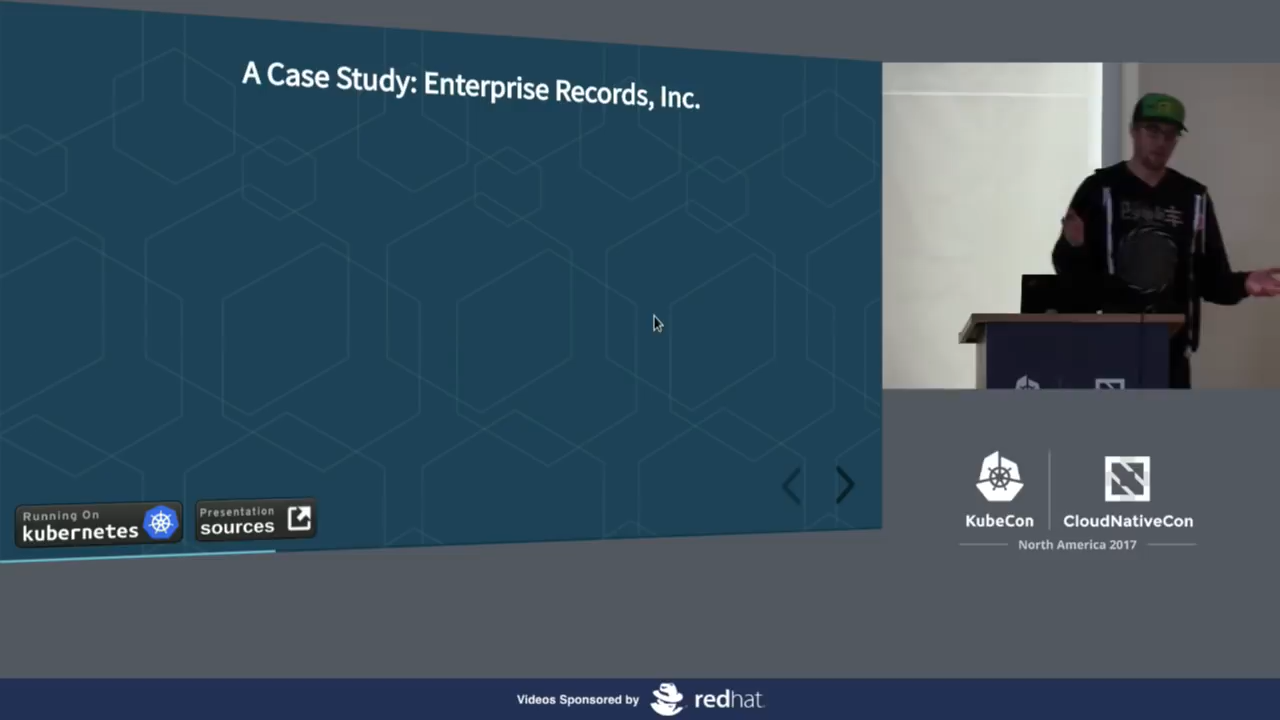 A Case Study: Enterprise Records, Inc.
Running On
kubernetes
Presentation
sources
KubeCon
CloudNativeCon
North America 2017
Videos Sponsored by
redhat